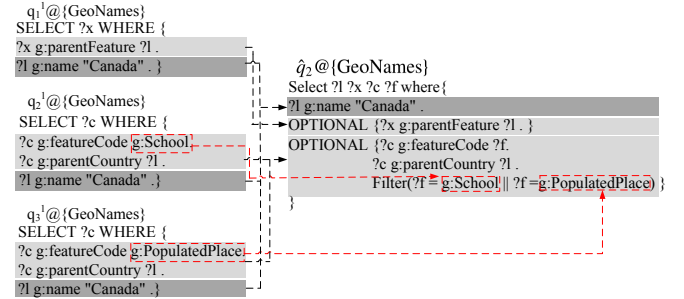 q₁¹@{GeoNames}
SELECT ?x WHERE {
?x g:parentFeature ?l .
?l g:name "Canada" . }
q₂¹@{GeoNames}
SELECT ?c WHERE {
?c g:featureCode g:School.
?c g:parentCountry ?l .
?l g:name "Canada" .}
q₃¹@{GeoNames}
SELECT ?c WHERE {
?c g:featureCode g:PopulatedPlace.
?c g:parentCountry ?l .
?l g:name "Canada" .}
q̂₂@{GeoNames}
Select ?l ?x ?c ?f where{
?l g:name "Canada" .
OPTIONAL {?x g:parentFeature ?l . }
OPTIONAL {?c g:featureCode ?f.
?c g:parentCountry ?l .
Filter(?f = g:School || ?f =g:PopulatedPlace) }
}